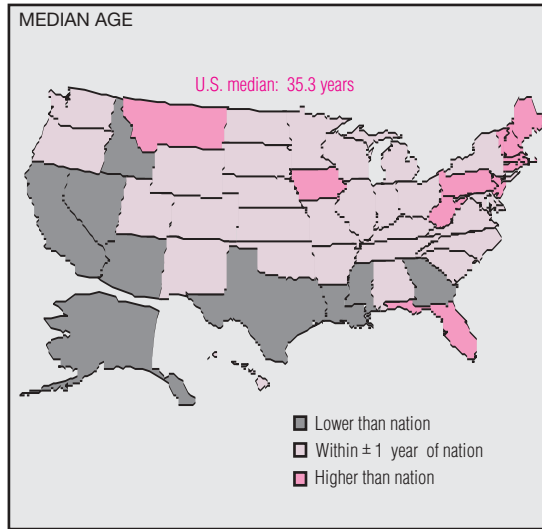 MEDIAN AGE
U.S. median: 35.3 years
Lower than nation
Within ± 1 year of nation
Higher than nation